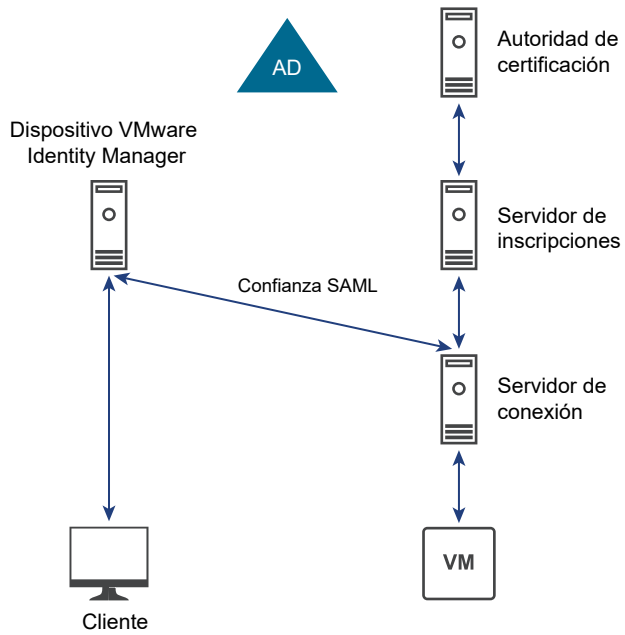 Autoridad de
certificación
AD
Dispositivo VMware
Identity Manager
Servidor de
inscripciones
Confianza SAML
Servidor de
conexión
VM
Cliente